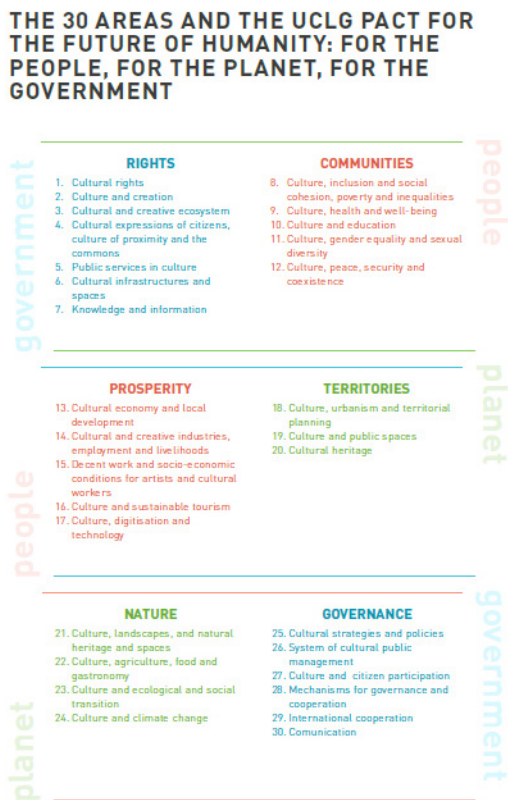 THE 30 AREAS AND THE UCLG PACT FOR
THE FUTURE OF HUMANITY: FOR THE
PEOPLE, FOR THE PLANET, FOR THE
GOVERNMENT
government
people
RIGHTS
1. Cultural rights
2. Culture and creation
3. Cultural and creative ecosystem
4. Cultural expressions of citizens,
culture of proximity and the
commons
5. Public services in culture
6. Cultural infrastructures and
spaces
7. Knowledge and information
COMMUNITIES
8. Culture, inclusion and social
cohesion, poverty and inequalities
9. Culture, health and well-being
10. Culture and education
11. Culture, gender equality and sexual
diversity
12. Culture, peace, security and
coexistence
people
planet
PROSPERITY
13. Cultural economy and local
development
14. Cultural and creative industries,
employment and livelihoods
15. Decent work and socio-economic
conditions for artists and cultural
workers
16. Culture and sustainable tourism
17. Culture, digitisation and
technology
TERRITORIES
18. Culture, urbanism and territorial
planning
19. Culture and public spaces
20. Cultural heritage
planet
government
NATURE
21. Culture, landscapes, and natural
heritage and spaces
22. Culture, agriculture, food and
gastronomy
23. Culture and ecological and social
transition
24. Culture and climate change
GOVERNANCE
25. Cultural strategies and policies
26. System of cultural public
management
27. Culture and citizen participation
28. Mechanisms for governance and
cooperation
29. International cooperation
30. Comunication